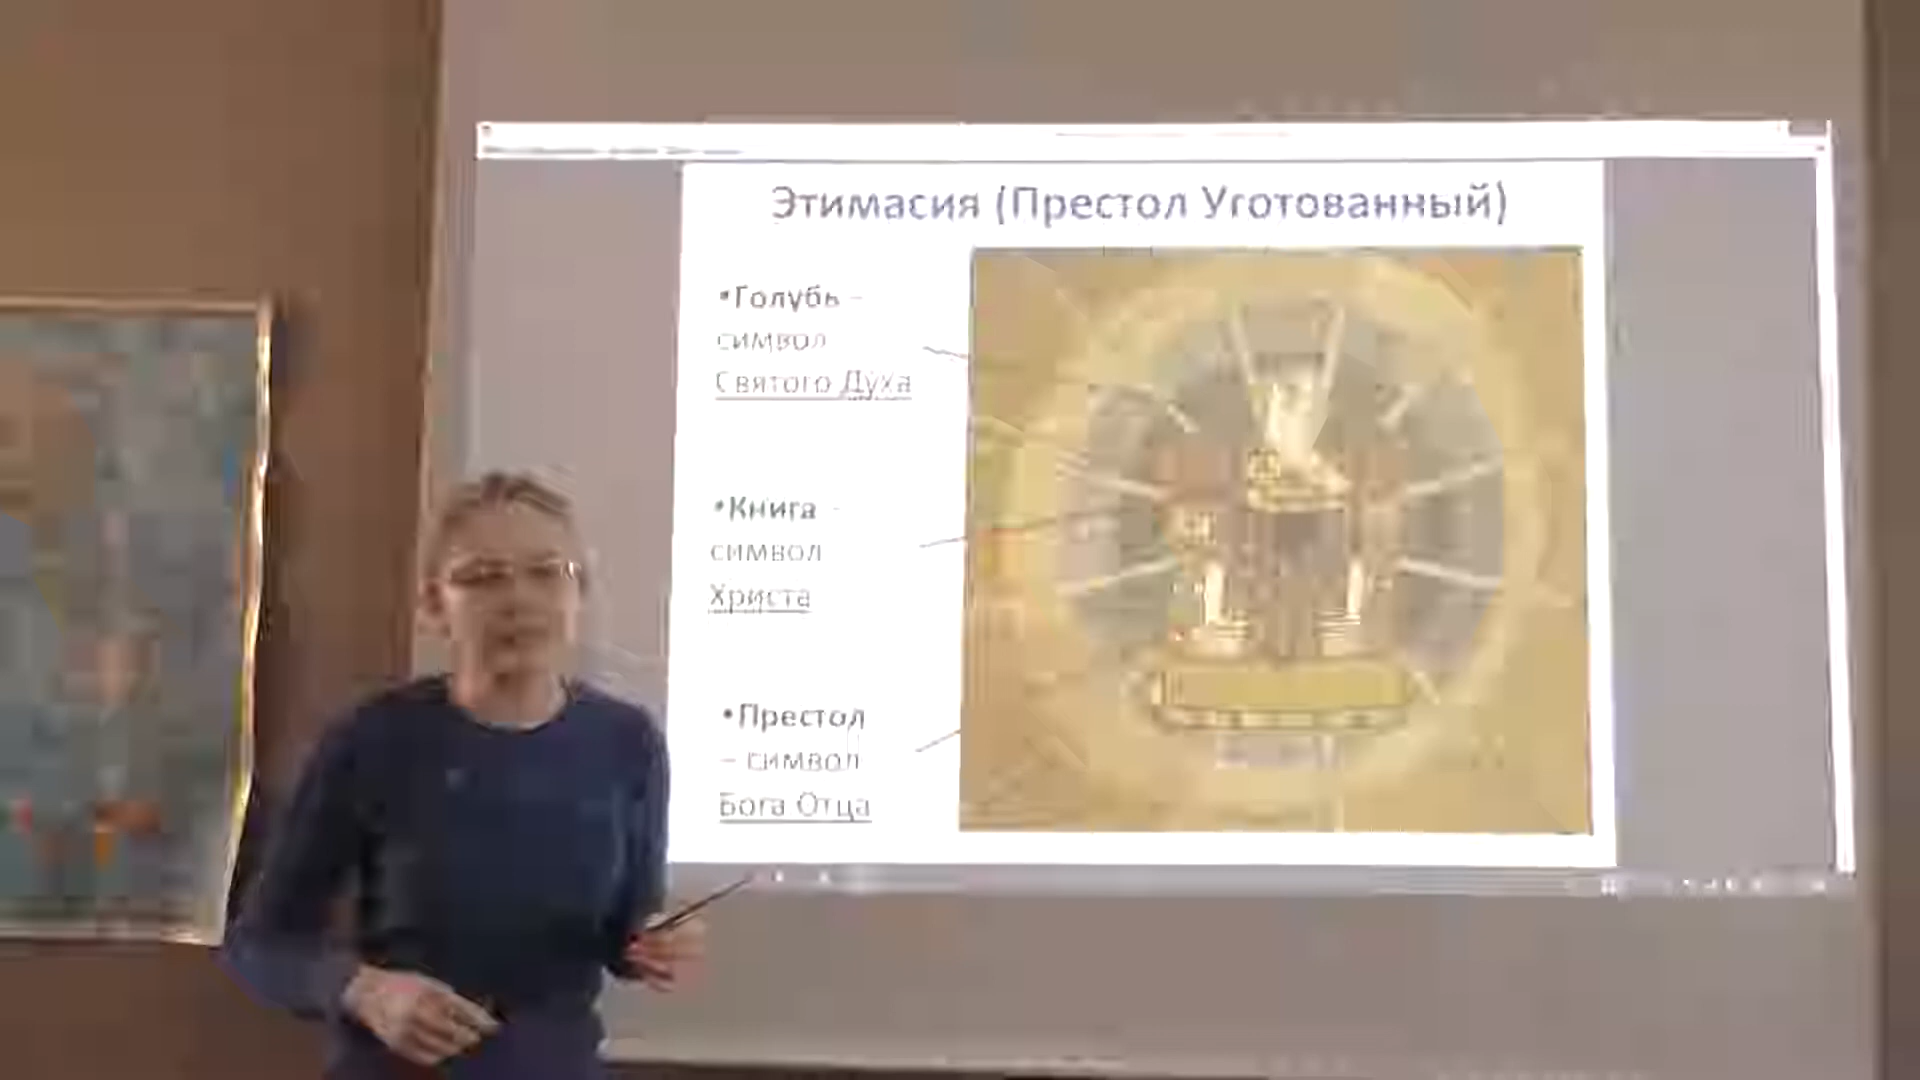 Этимасия (Престол Уготованный)
•Голубь –
символ
Святого Духа
•Книга -
символ
Христа
•Престол
– символ
Бога Отца